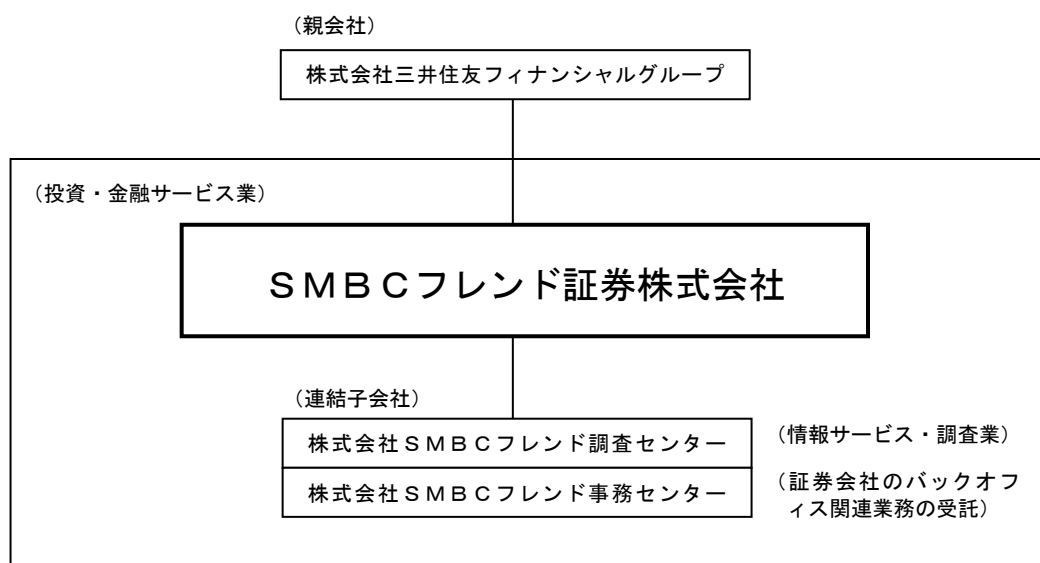 （親会社）
株式会社三井住友フィナンシャルグループ
（投資・金融サービス業）
ＳＭＢＣフレンド証券株式会社
（連結子会社）
株式会社ＳＭＢＣフレンド調査センター
（情報サービス・調査業）
株式会社ＳＭＢＣフレンド事務センター
（証券会社のバックオフ
ィス関連業務の受託）